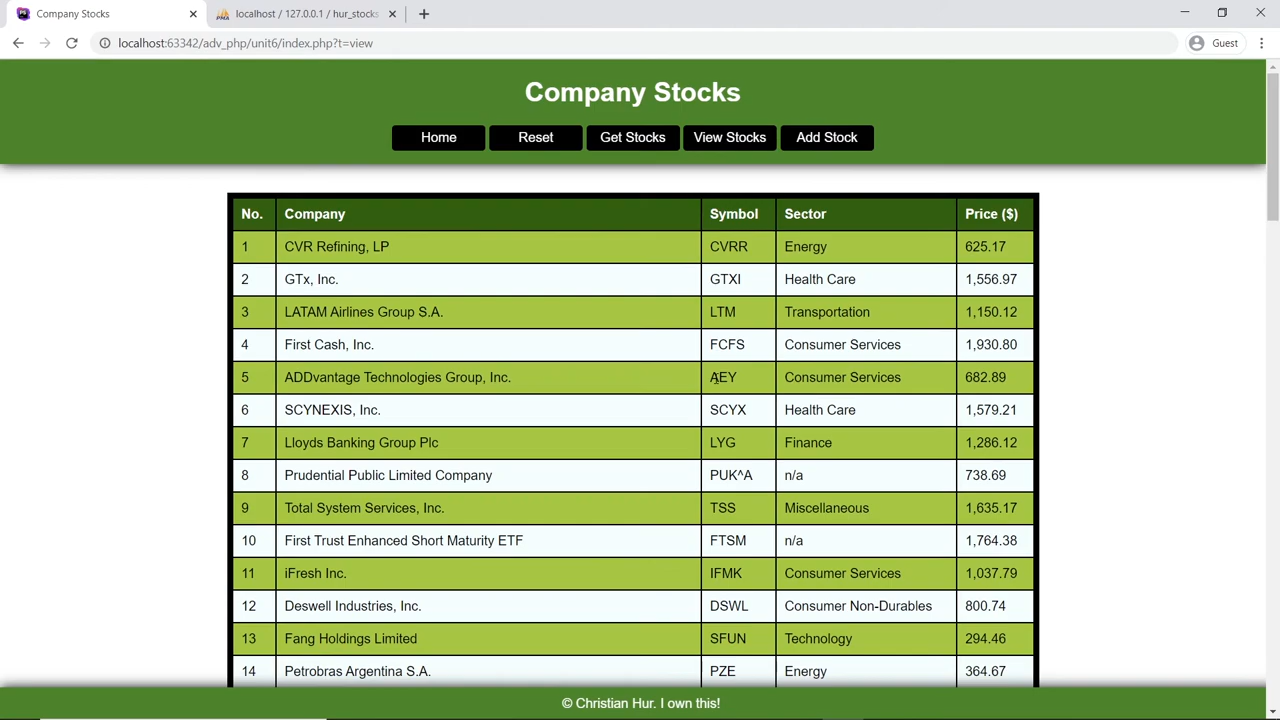 Company Stocks
localhost / 127.0.0.1 / hur_stocks
localhost:63342/adv_php/unit6/index.php?t=view
Guest
Company Stocks
Home Reset Get Stocks View Stocks Add Stock
No. Company Symbol Sector Price ($)
1 CVR Refining, LP CVRR Energy 625.17
2 GTx, Inc. GTXI Health Care 1,556.97
3 LATAM Airlines Group S.A. LTM Transportation 1,150.12
4 First Cash, Inc. FCFS Consumer Services 1,930.80
5 ADDvantage Technologies Group, Inc. AEY Consumer Services 682.89
6 SCYNEXIS, Inc. SCYX Health Care 1,579.21
7 Lloyds Banking Group Plc LYG Finance 1,286.12
8 Prudential Public Limited Company PUK^A n/a 738.69
9 Total System Services, Inc. TSS Miscellaneous 1,635.17
10 First Trust Enhanced Short Maturity ETF FTSM n/a 1,764.38
11 iFresh Inc. IFMK Consumer Services 1,037.79
12 Deswell Industries, Inc. DSWL Consumer Non-Durables 800.74
13 Fang Holdings Limited SFUN Technology 294.46
14 Petrobras Argentina S.A. PZE Energy 364.67
© Christian Hur. I own this!